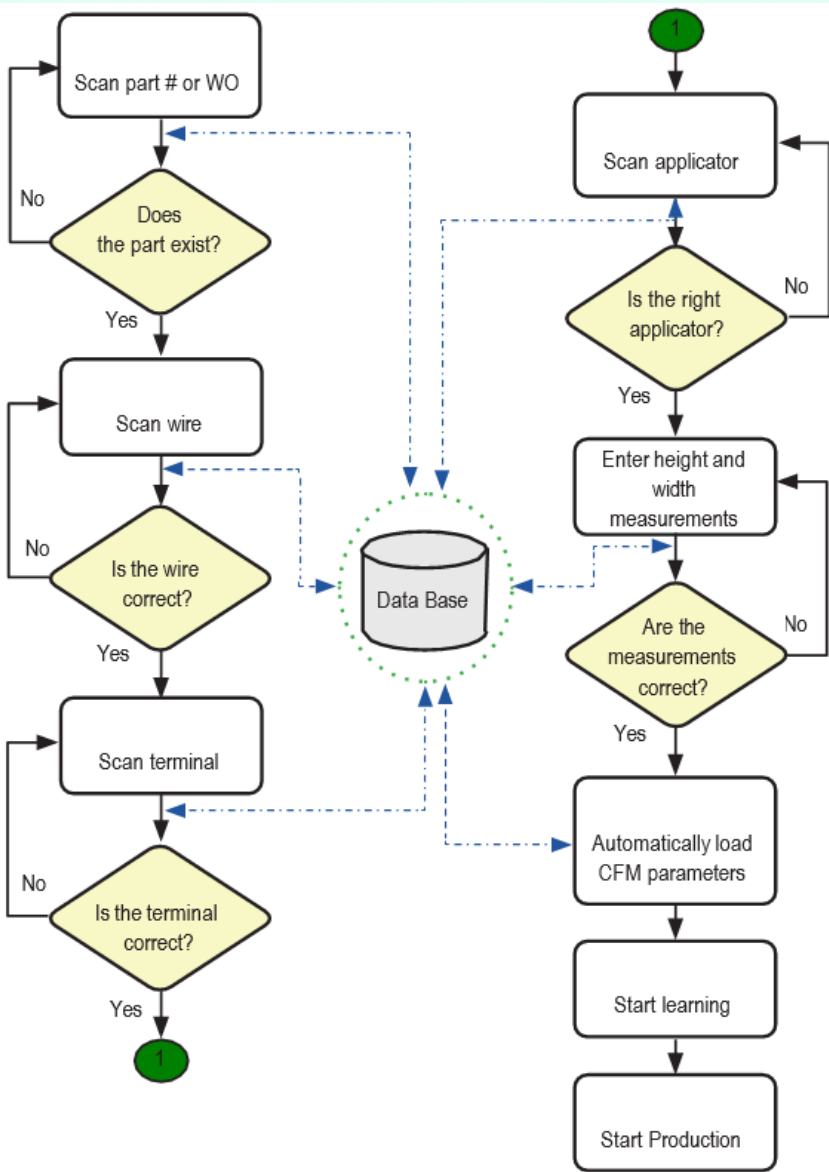 Scan part # or WO
No
Does
the part exist?
Yes
Scan wire
No
Is the wire
correct?
Yes
Scan terminal
No
Is the terminal
correct?
Yes
1
Data Base
1
Scan applicator
No
Is the right
applicator?
Yes
Enter height and
width
measurements
No
Are the
measurements
correct?
Yes
Automatically load
CFM parameters
Start learning
Start Production